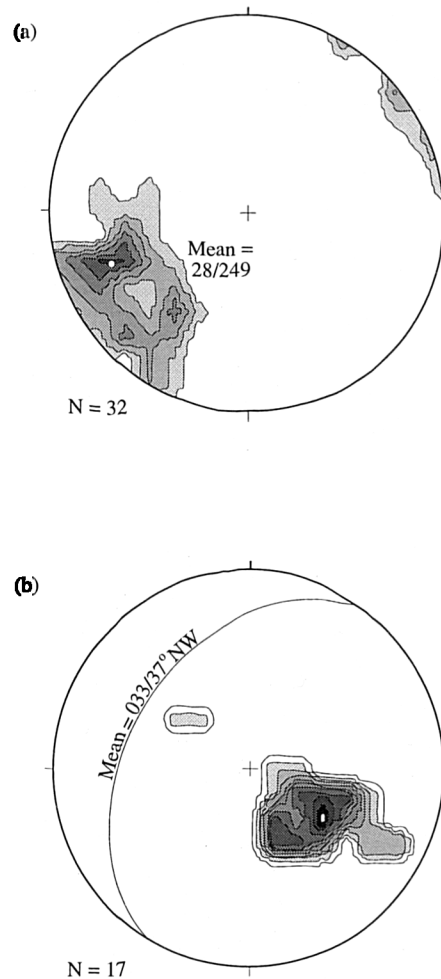 (a)
Mean =
28/249
N = 32
(b)
Mean = 033/37° NW
N = 17